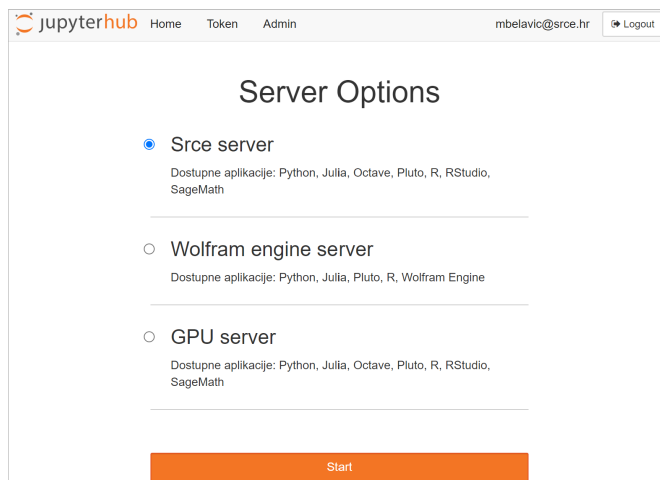 jupyterhub Home Token Admin mbelavic@srce.hr Logout
Server Options
Srce server
Dostupne aplikacije: Python, Julia, Octave, Pluto, R, RStudio,
SageMath
Wolfram engine server
Dostupne aplikacije: Python, Julia, Pluto, R, Wolfram Engine
GPU server
Dostupne aplikacije: Python, Julia, Octave, Pluto, R, RStudio,
SageMath
Start